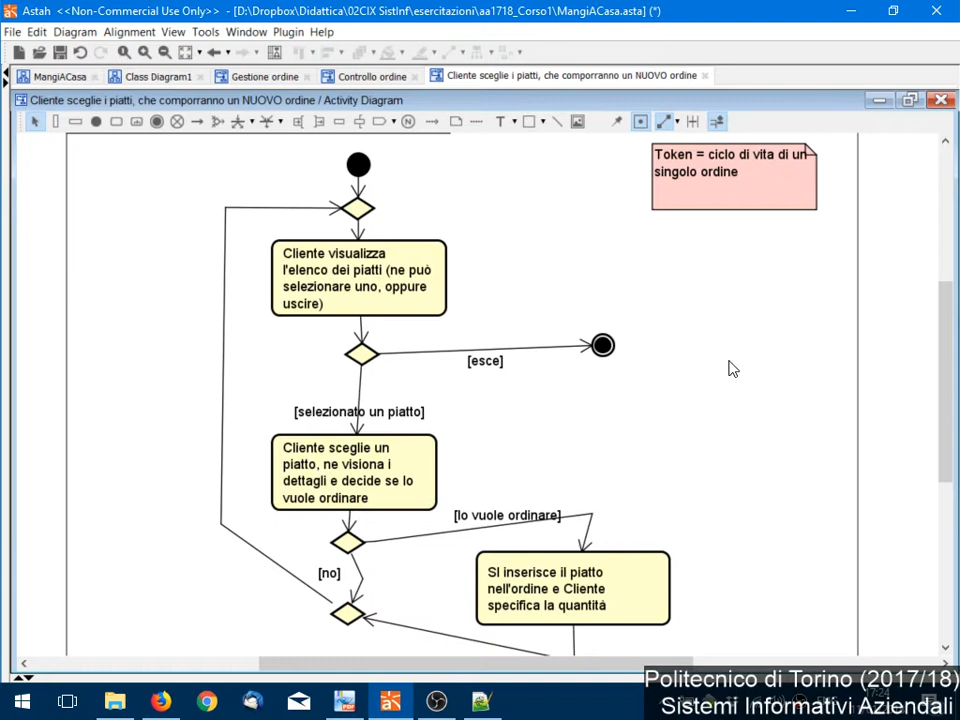 Astah <<Non-Commercial Use Only>> - [D:\Dropbox\Didattica\02CIX SistInf\esercitazioni\aa1718_Corso1\MangiACasa.asta] (*)
File Edit Diagram Alignment View Tools Window Plugin Help
MangiACasa Class Diagram1 Gestione ordine Controllo ordine Cliente sceglie i piatti, che comporranno un NUOVO ordine
Cliente sceglie i piatti, che comporranno un NUOVO ordine / Activity Diagram
Token = ciclo di vita di un
singolo ordine
Cliente visualizza
l'elenco dei piatti (ne può
selezionare uno, oppure
uscire)
[esce]
[selezionato un piatto]
Cliente sceglie un
piatto, ne visiona i
dettagli e decide se lo
vuole ordinare
[lo vuole ordinare]
[no]
SI inserisce il piatto
nell'ordine e Cliente
specifica la quantità
Politecnico di Torino (2017/18)
17:24
Sistemi Informativi Aziendali